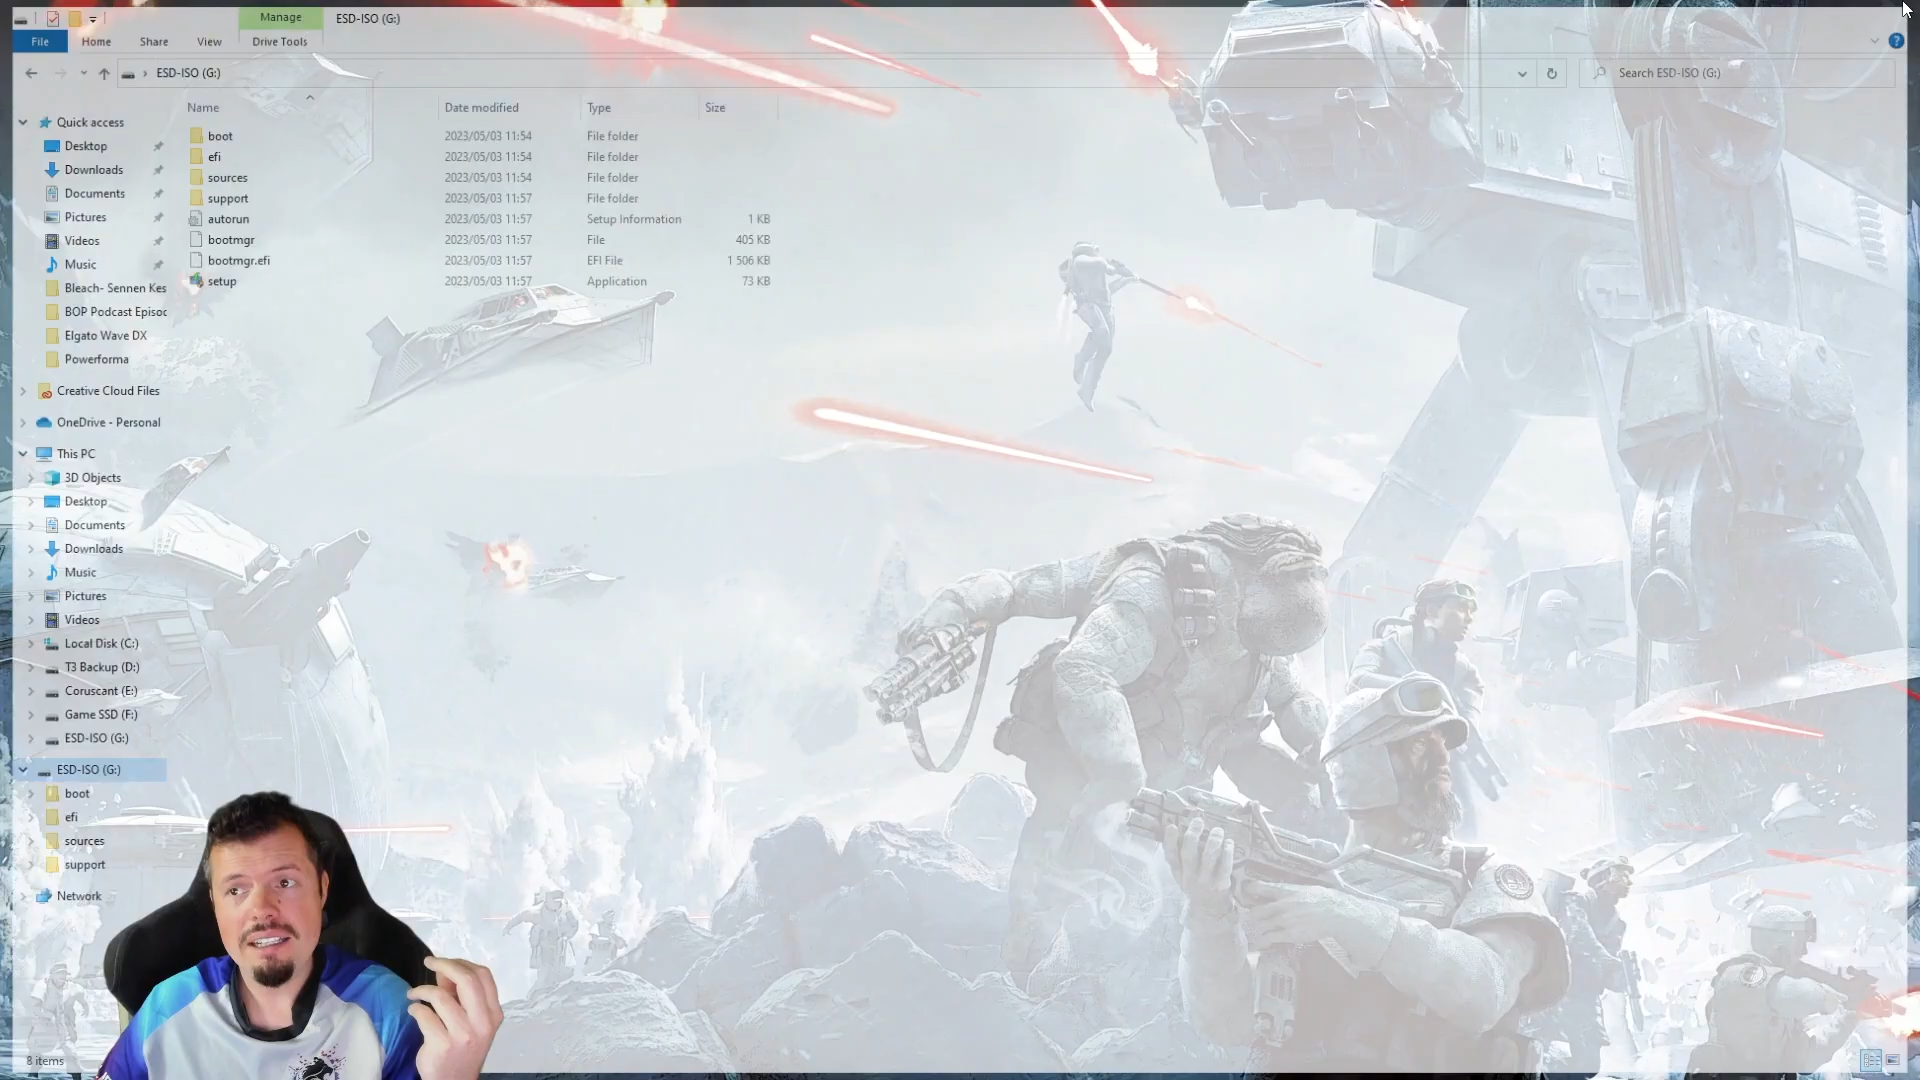 Manage ESD-ISO (G:)
File Home Share View Drive Tools
ESD-ISO (G:) Search ESD-ISO (G:)
Name Date modified Type Size
boot 2023/05/03 11:54 File folder
efi 2023/05/03 11:54 File folder
sources 2023/05/03 11:54 File folder
support 2023/05/03 11:57 File folder
autorun 2023/05/03 11:57 Setup Information 1 KB
bootmgr 2023/05/03 11:57 File 405 KB
bootmgr.efi 2023/05/03 11:57 EFI File 1 506 KB
setup 2023/05/03 11:57 Application 73 KB
Quick access
Desktop
Downloads
Documents
Pictures
Videos
Music
Bleach- Sennen Kes
BOP Podcast Episoc
Elgato Wave DX
Powerforma
Creative Cloud Files
OneDrive - Personal
This PC
3D Objects
Desktop
Documents
Downloads
Music
Pictures
Videos
Local Disk (C:)
T3 Backup (D:)
Coruscant (E:)
Game SSD (F:)
ESD-ISO (G:)
ESD-ISO (G:)
boot
efi
sources
support
Network
8 items